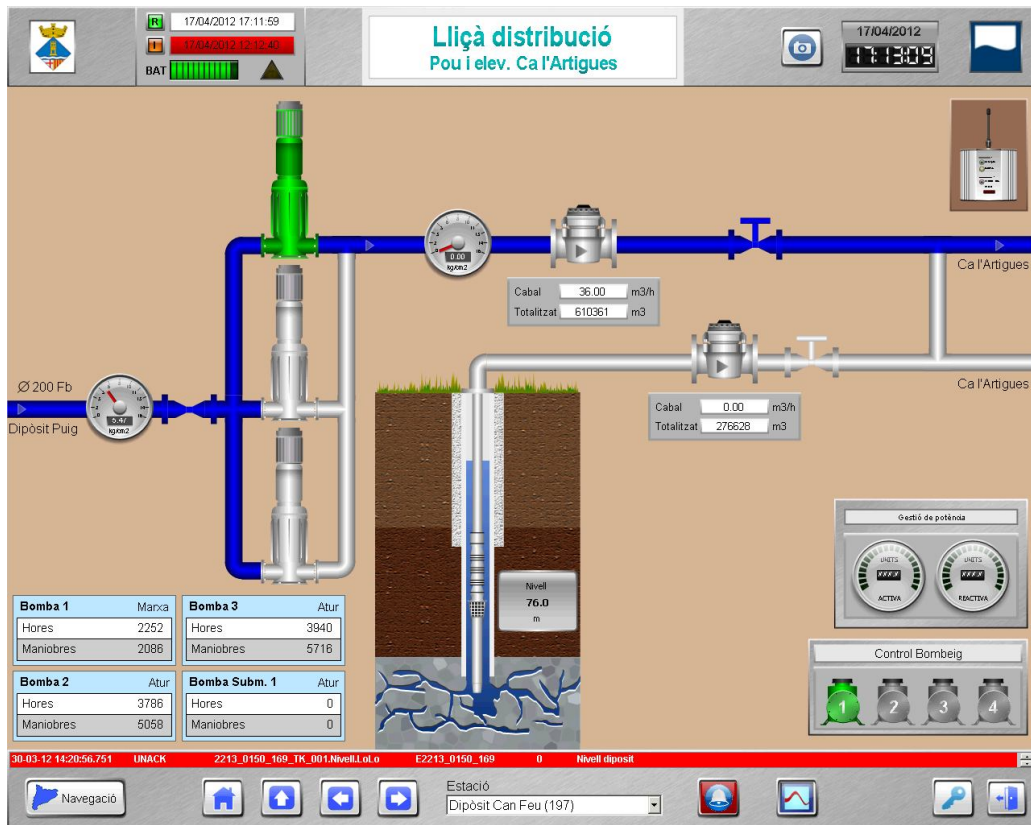 R 17/04/2012 17:11:59
I 17/04/2012 12:12:40
BAT
Lliçà distribució
Pou i elev. Ca l'Artigues
17/04/2012
17:13:09
0.00
kg/cm2
Cabal 36.00 m3/h
Totalitzat 610361 m3
Ca l'Artigues
Ø 200 Fb
Dipòsit Puig
5.47
kg/cm2
Cabal 0.00 m3/h
Totalitzat 276628 m3
Ca l'Artigues
Nivell
76.0
m
Gestió de potència
UNITS
ACTIVA
UNITS
REACTIVA
Control Bombeig
1 2 3 4
Bomba 1 Marxa
Hores 2252
Maniobres 2086
Bomba 3 Atur
Hores 3940
Maniobres 5716
Bomba 2 Atur
Hores 3786
Maniobres 5058
Bomba Subm. 1 Atur
Hores 0
Maniobres 0
30-03-12 14:20:56.751 UNACK 2213_0150_169_TK_001.Nivell.LoLo E2213_0150_169 0 Nivell diposit
Navegació
Estació
Dipòsit Can Feu (197)